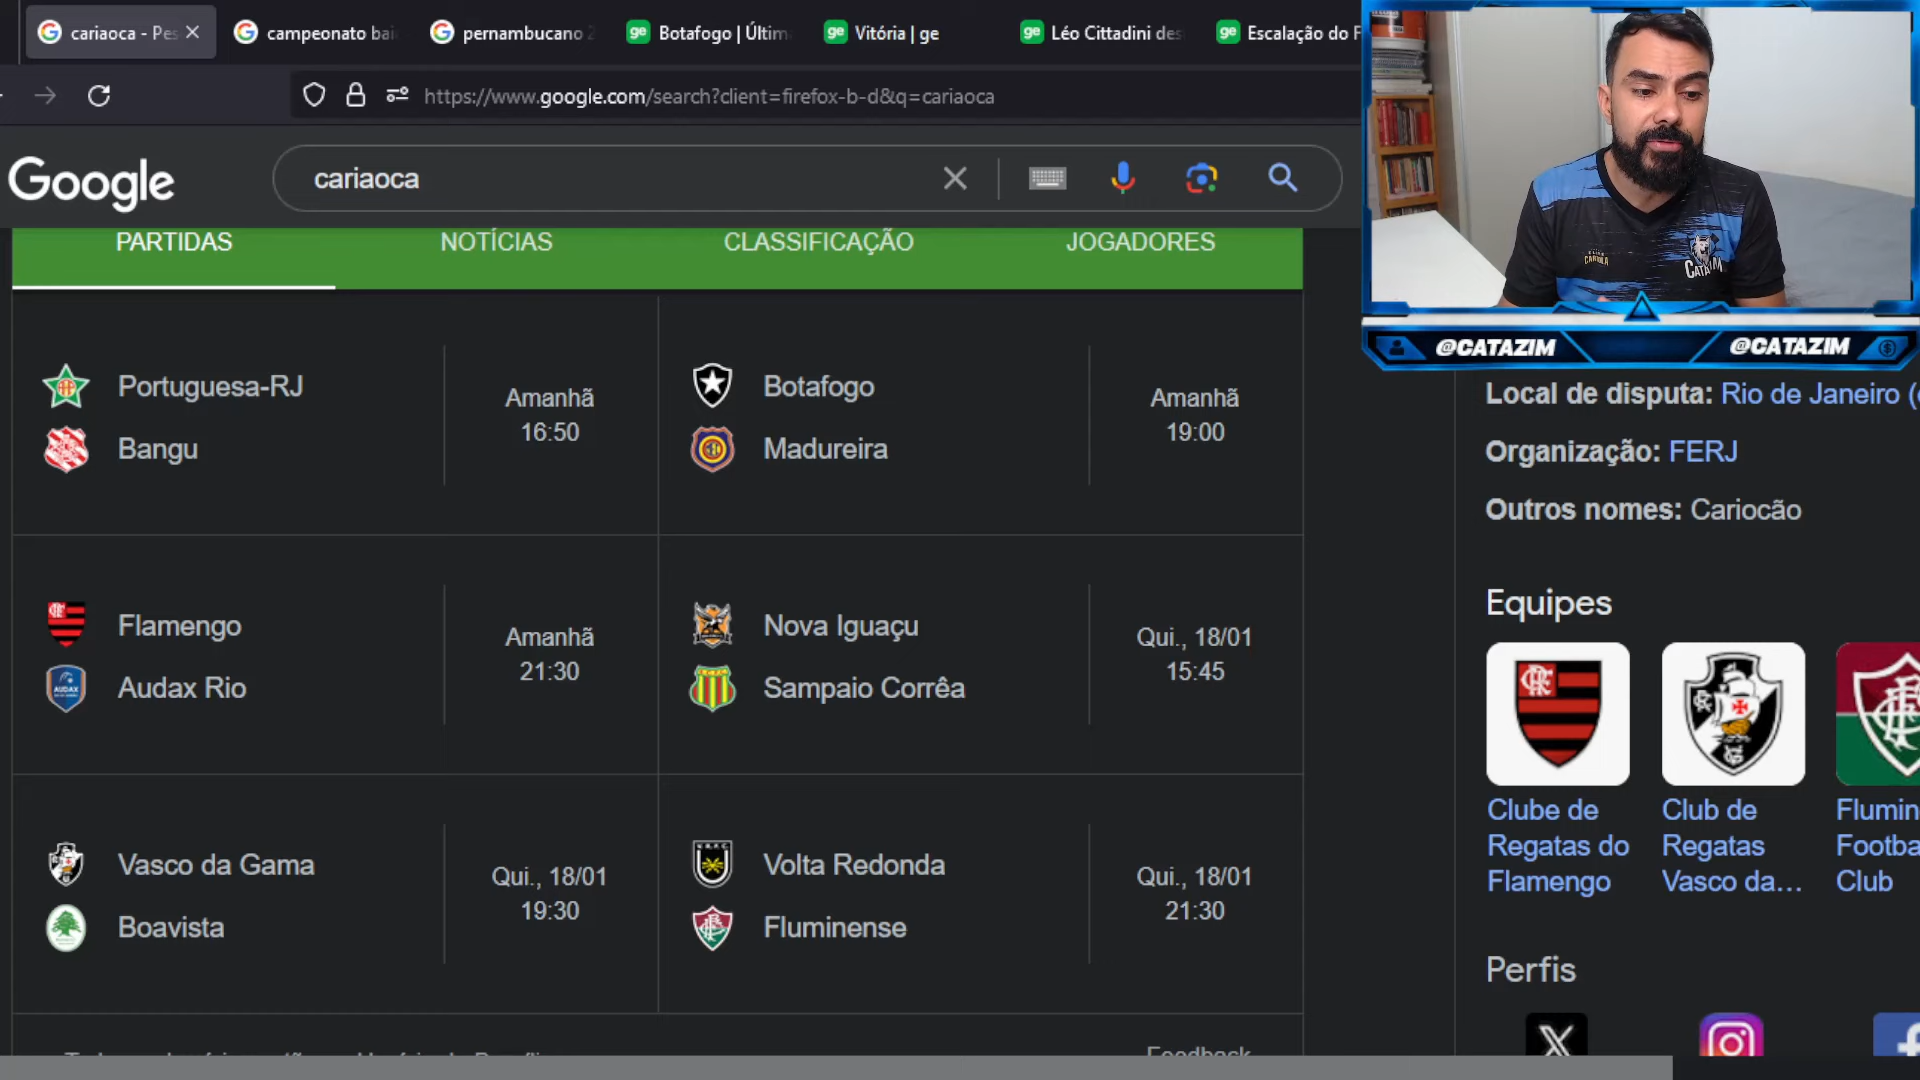 cariaoca - Pes
campeonato bai
pernambucano 2
Botafogo | Últim
Vitória | ge
Léo Cittadini des
Escalação do F
https://www.google.com/search?client=firefox-b-d&q=cariaoca
Google
cariaoca
PARTIDAS
NOTÍCIAS
CLASSIFICAÇÃO
JOGADORES
Portuguesa-RJ
Bangu
Amanhã
16:50
Botafogo
Madureira
Amanhã
19:00
Flamengo
Audax Rio
Amanhã
21:30
Nova Iguaçu
Sampaio Corrêa
Qui., 18/01
15:45
Vasco da Gama
Boavista
Qui., 18/01
19:30
Volta Redonda
Fluminense
Qui., 18/01
21:30
Feedback
CATAZIM
@CATAZIM
@CATAZIM
Local de disputa: Rio de Janeiro (
Organização: FERJ
Outros nomes: Cariocão
Equipes
Clube de
Regatas do
Flamengo
Club de
Regatas
Vasco da...
Flumin
Footba
Club
Perfis